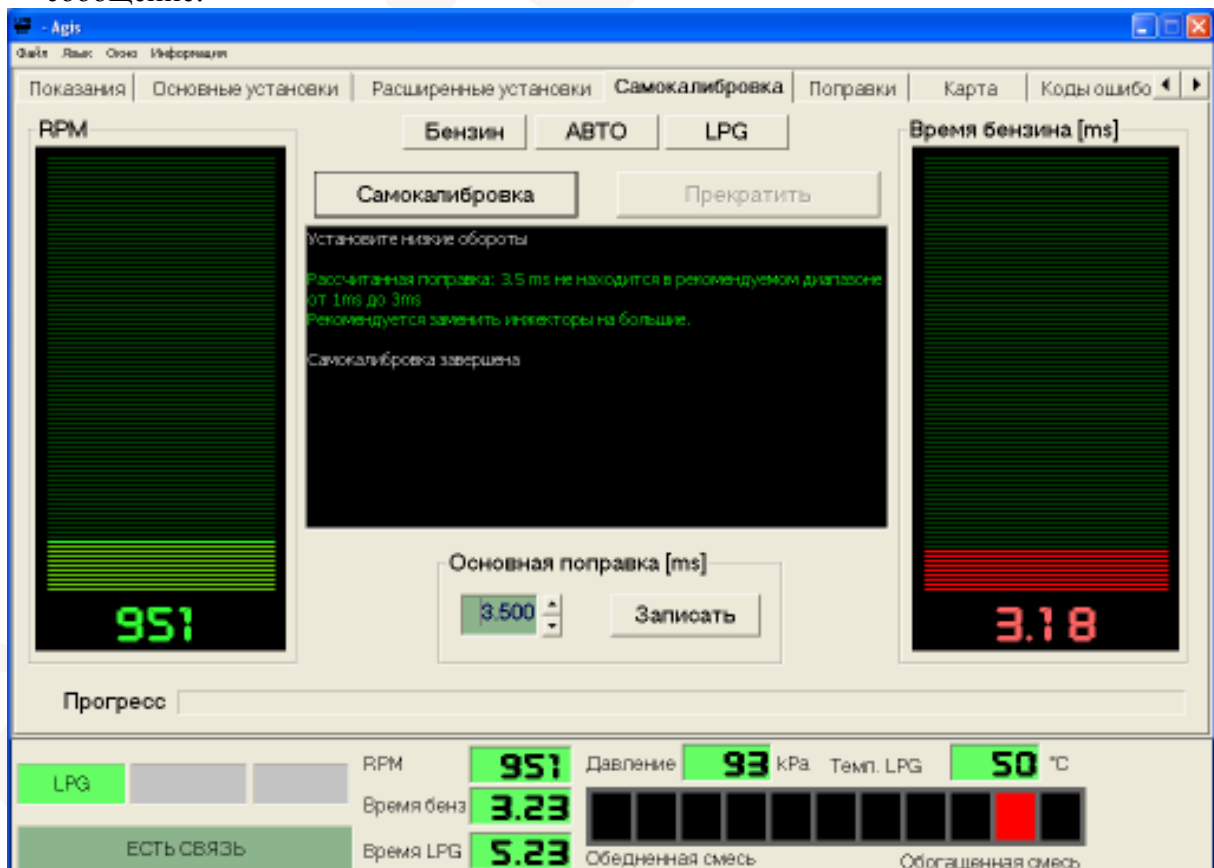 сообщение.
- Agis
Файл Язык Окно Информация
Показания Основные установки Расширенные установки Самокалибровка Поправки Карта Коды ошибо
RPM
Бензин АВТО LPG
Время бензина [ms]
Самокалибровка Прекратить
Установите низкие обороты
Рассчитанная поправка: 3.5 ms не находится в рекомендуемом диапазоне
от 1ms до 3ms
Рекомендуется заменить инжекторы на большие.
Самокалибровка завершена
Основная поправка [ms]
3.500 Записать
951
3.18
Прогресс
LPG
RPM 951 Давление 93 kPa Темп. LPG 50 °C
Время бенз 3.23
ЕСТЬ СВЯЗЬ
Время LPG 5.23
Обедненная смесь Обогащенная смесь